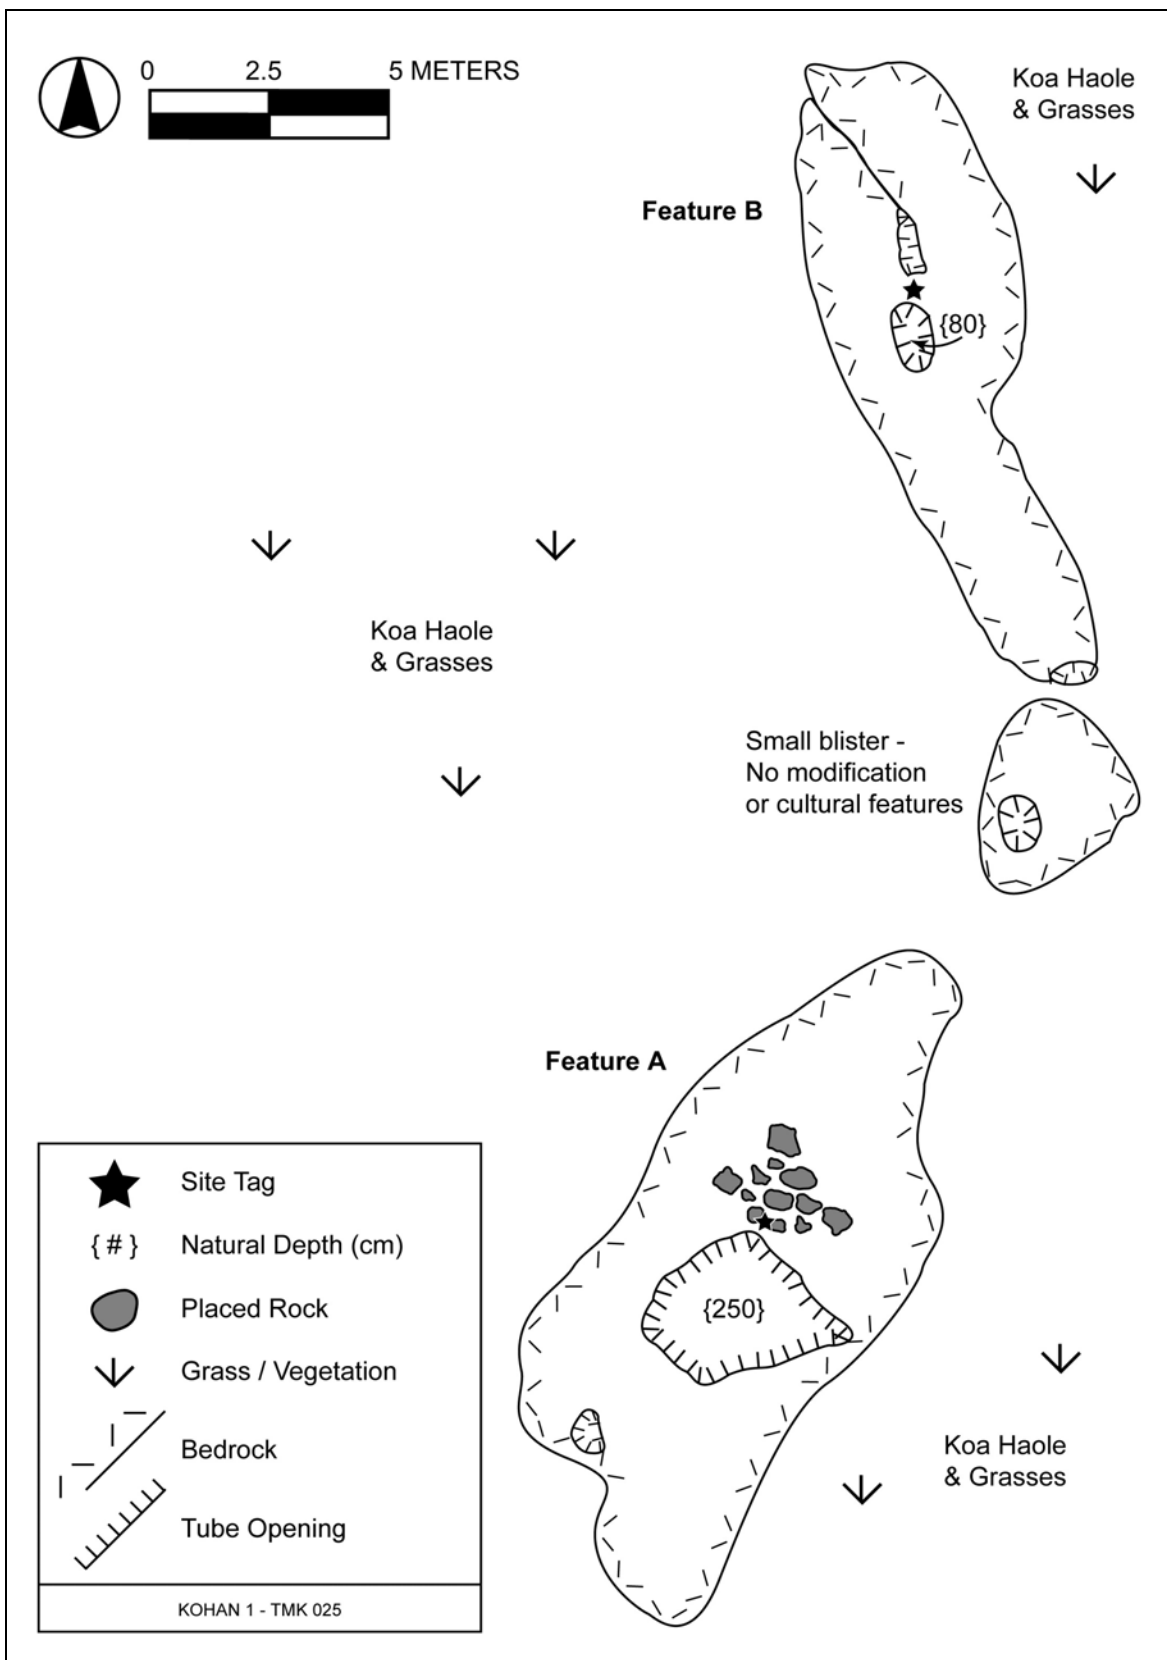 0 2.5 5 METERS
Koa Haole
& Grasses
Feature B
{80}
Koa Haole
& Grasses
Small blister -
No modification
or cultural features
Feature A
{250}
Koa Haole
& Grasses
Site Tag
{ # } Natural Depth (cm)
Placed Rock
Grass / Vegetation
Bedrock
Tube Opening
KOHAN 1 - TMK 025